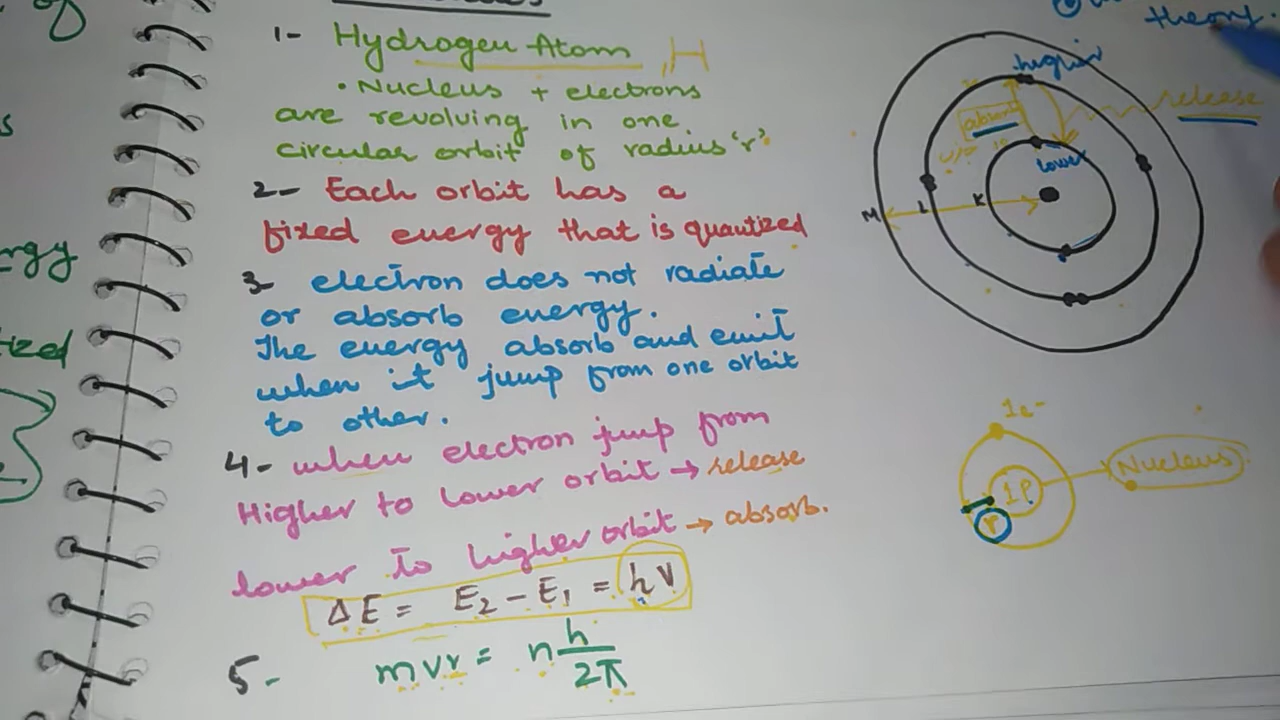 theory.
1- Hydrogen Atom , H
• Nucleus + electrons
are revolving in one
circular orbit of radius 'r'
2- Each orbit has a
fixed energy that is quantized
3- electron does not radiate
or absorb energy.
The energy absorb and emit
when it jump from one orbit
to other.
4- when electron jump from
Higher to lower orbit → release
lower to higher orbit → absorb.
ΔE = E₂ - E₁ = hν
5- mvr = n h/2π
higher
absorb
release
lower
M L K
1e-
1P
Nucleus
r